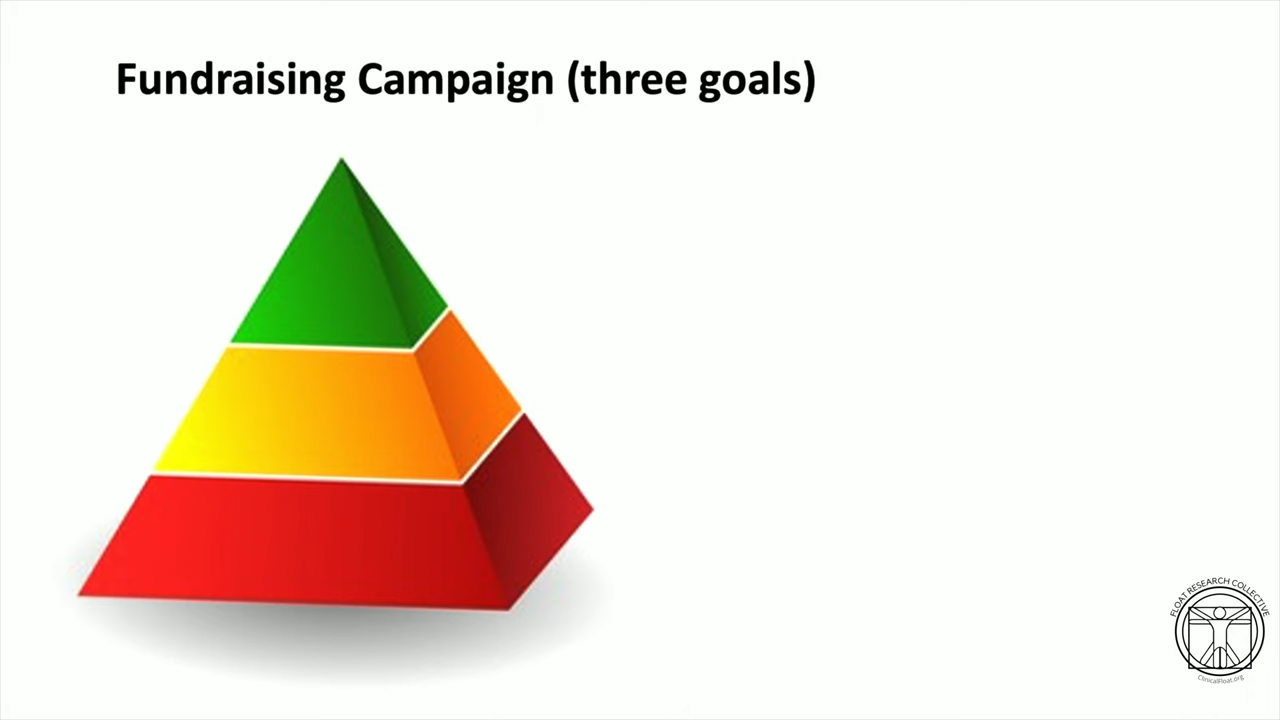 Fundraising Campaign (three goals)
FLOAT RESEARCH COLLECTIVE
ClinicalFloat.org